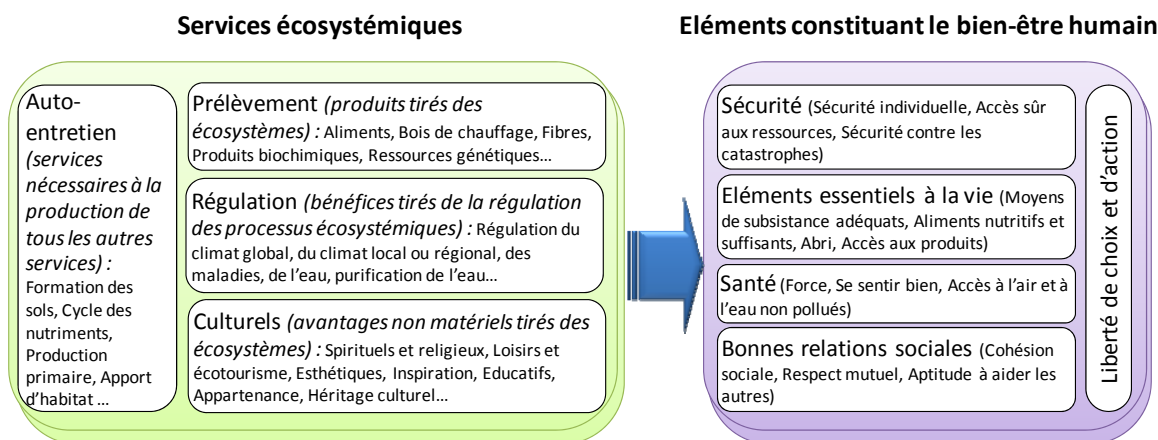 Services écosystémiques
Auto-
entretien
(services
nécessaires à la
production de
tous les autres
services) :
Formation des
sols, Cycle des
nutriments,
Production
primaire, Apport
d’habitat ...
Prélèvement (produits tirés des
écosystèmes) : Aliments, Bois de chauffage, Fibres,
Produits biochimiques, Ressources génétiques…
Régulation (bénéfices tirés de la régulation
des processus écosystémiques) : Régulation du
climat global, du climat local ou régional, des
maladies, de l’eau, purification de l’eau…
Culturels (avantages non matériels tirés des
écosystèmes) : Spirituels et religieux, Loisirs et
écotourisme, Esthétiques, Inspiration, Educatifs,
Appartenance, Héritage culturel…
Eléments constituant le bien-être humain
Sécurité (Sécurité individuelle, Accès sûr
aux ressources, Sécurité contre les
catastrophes)
Eléments essentiels à la vie (Moyens
de subsistance adéquats, Aliments nutritifs et
suffisants, Abri, Accès aux produits)
Santé (Force, Se sentir bien, Accès à l’air et à
l’eau non pollués)
Bonnes relations sociales (Cohésion
sociale, Respect mutuel, Aptitude à aider les
autres)
Liberté de choix et d’action